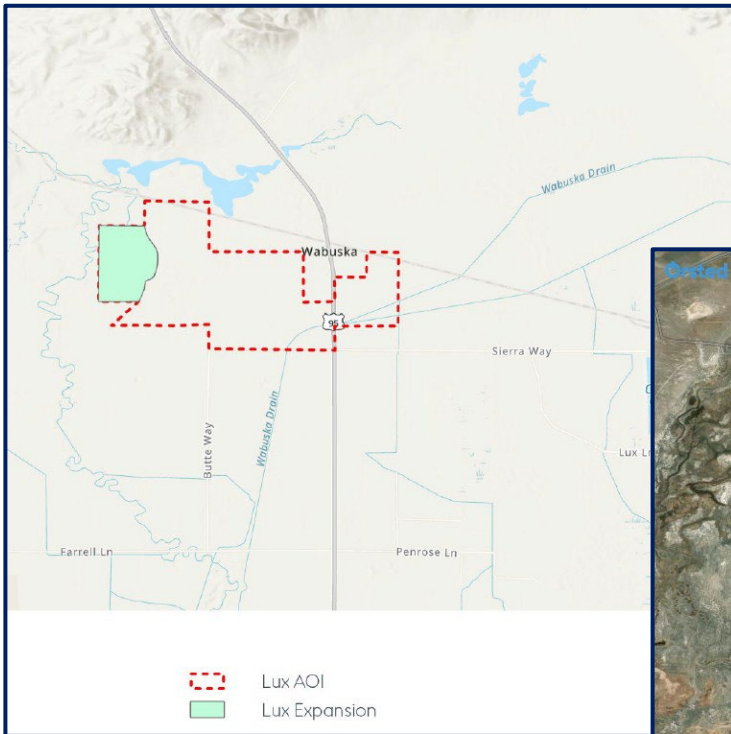 Wabuska Drain
Wabuska
95
Sierra Way
Orsted
Butte Way
Wabuska Drain
Lux L
Farrell Ln
Penrose Ln
Lux AOI
Lux Expansion